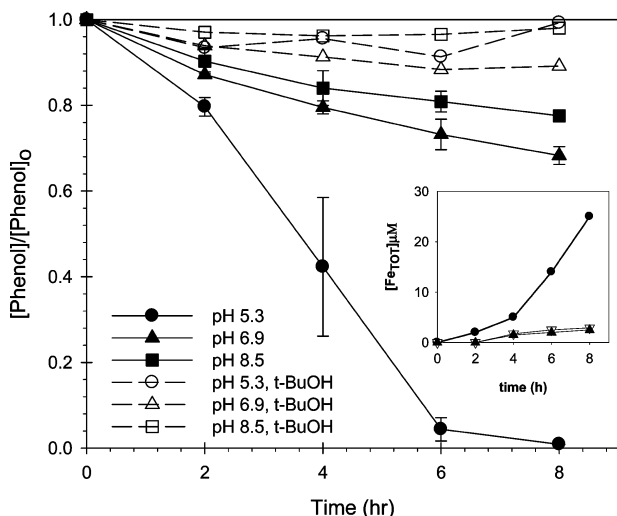 [Phenol]/[Phenol]O
1.0
0.8
0.6
0.4
0.2
0.0
0
2
4
6
8
Time (hr)
pH 5.3
pH 6.9
pH 8.5
pH 5.3, t-BuOH
pH 6.9, t-BuOH
pH 8.5, t-BuOH
[FeTOT]μM
30
20
10
0
0 2 4 6 8
time (h)